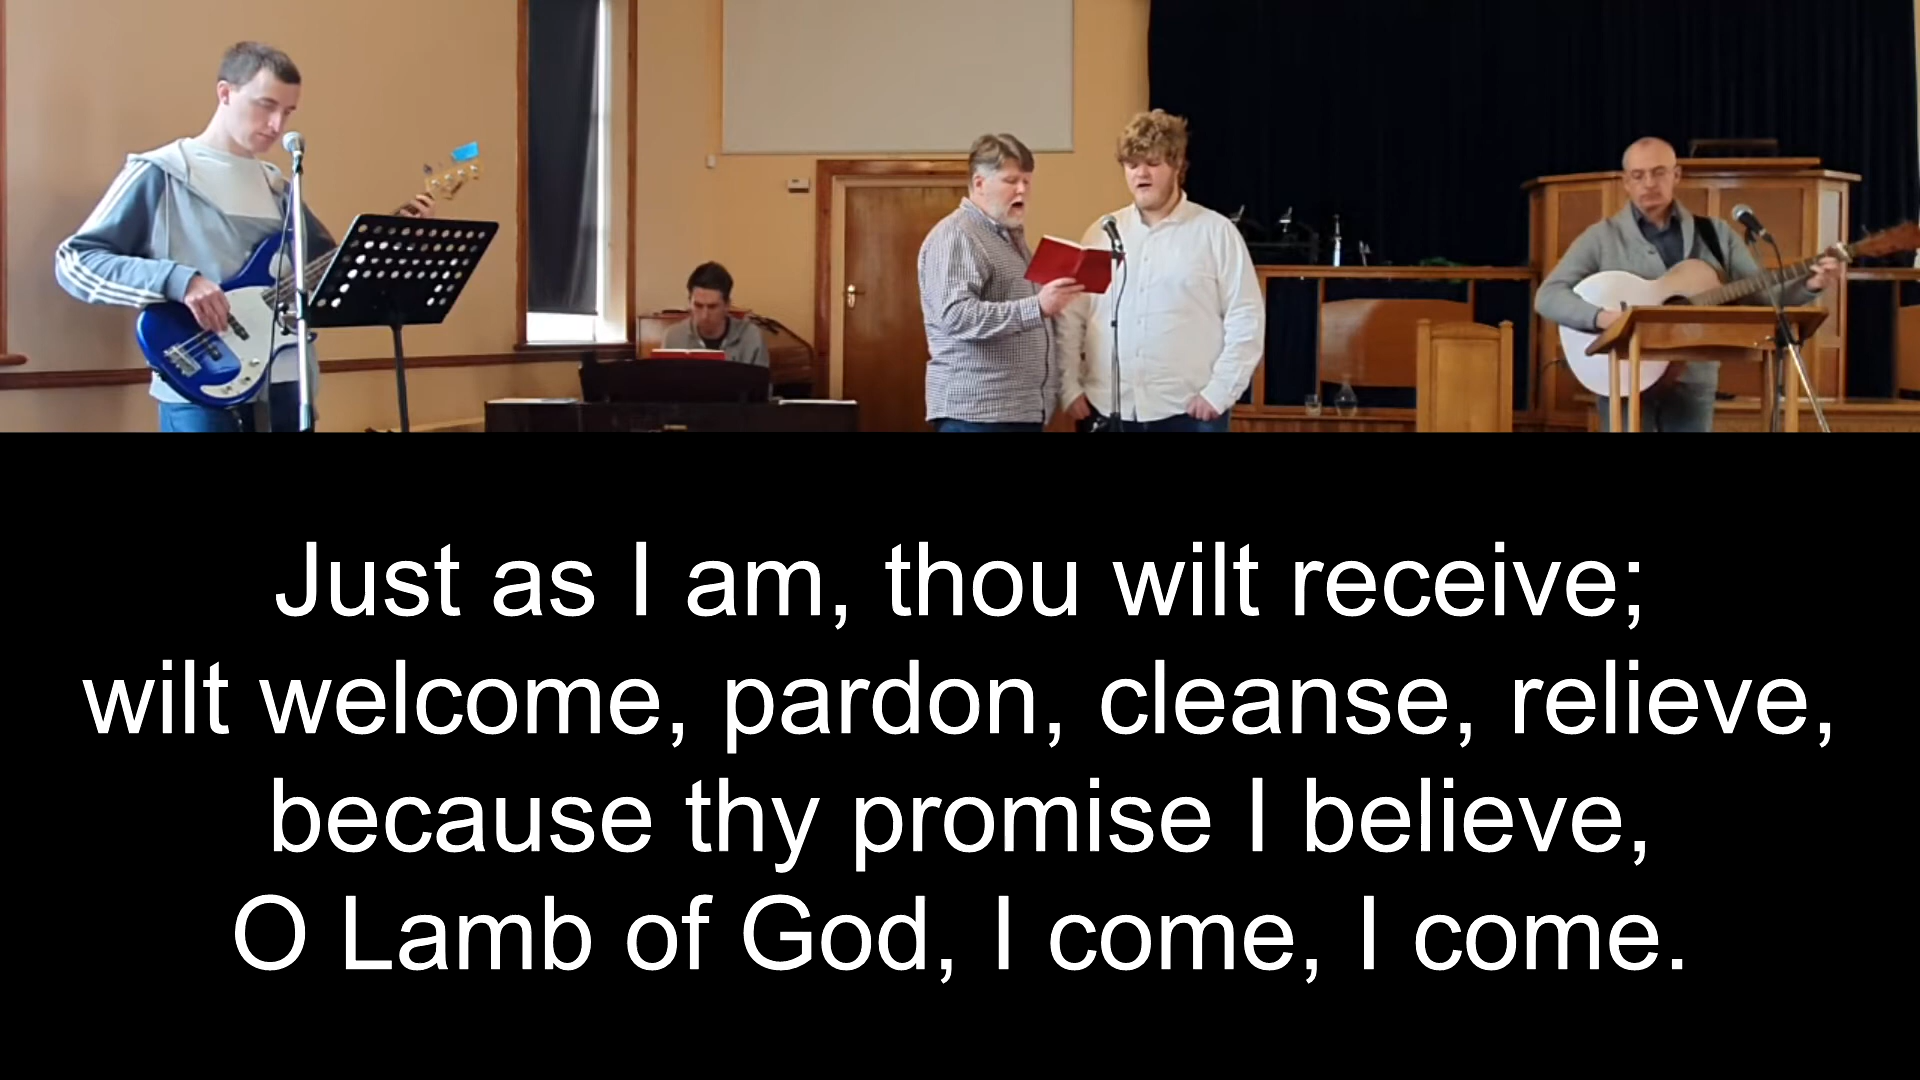 Just as I am, thou wilt receive;
wilt welcome, pardon, cleanse, relieve,
because thy promise I believe,
O Lamb of God, I come, I come.